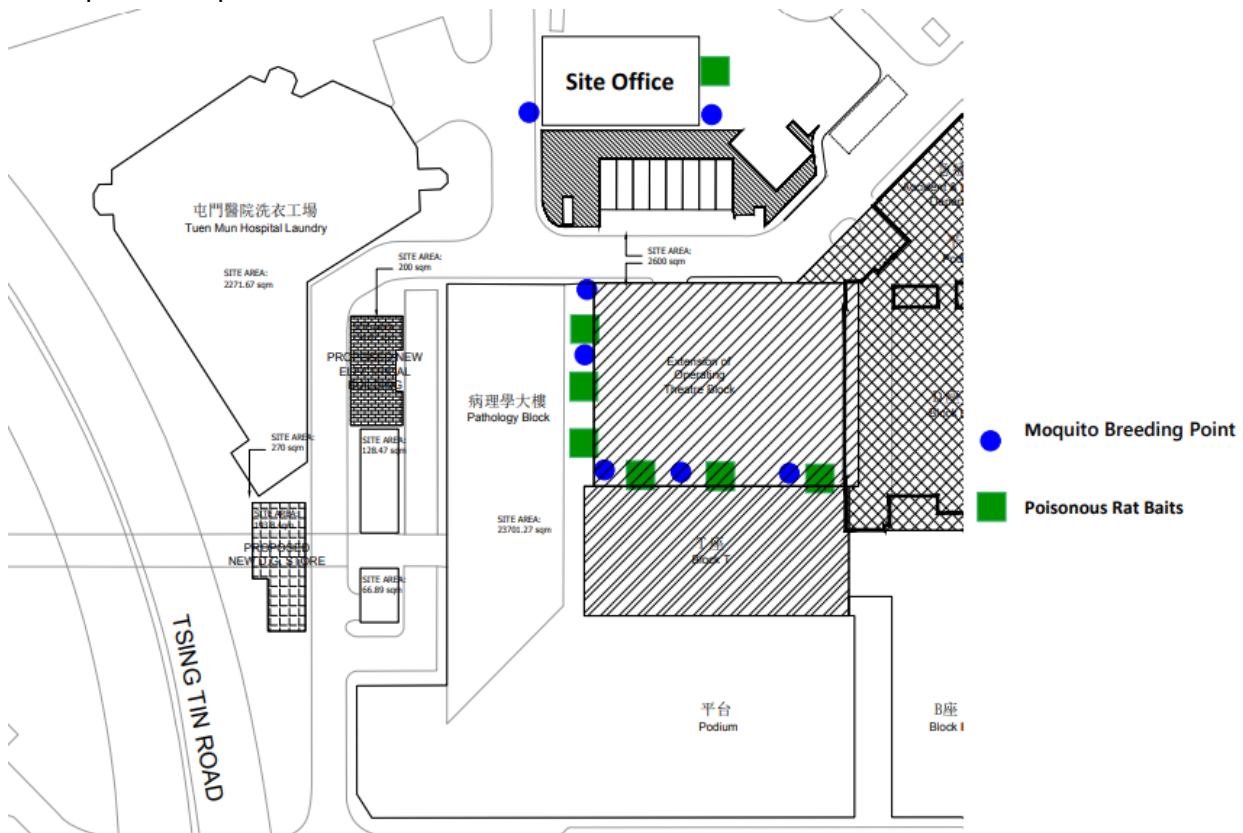 Site Office
屯門醫院洗衣工場
Tuen Mun Hospital Laundry
SITE AREA:
2271.67 sqm
SITE AREA:
200 sqm
SITE AREA:
2600 sqm
PROPOSED NEW
ELECTRICAL
BUILDING
病理學大樓
Pathology Block
Extension of
Operating
Theatre Block
Moquito Breeding Point
Poisonous Rat Baits
SITE AREA:
270 sqm
SITE AREA:
128.47 sqm
SITE AREA:
PROPOSED
NEW D.G. STORE
SITE AREA:
23701.27 sqm
T座
Block T
SITE AREA:
66.89 sqm
TSING TIN ROAD
平台
Podium
B座
Block